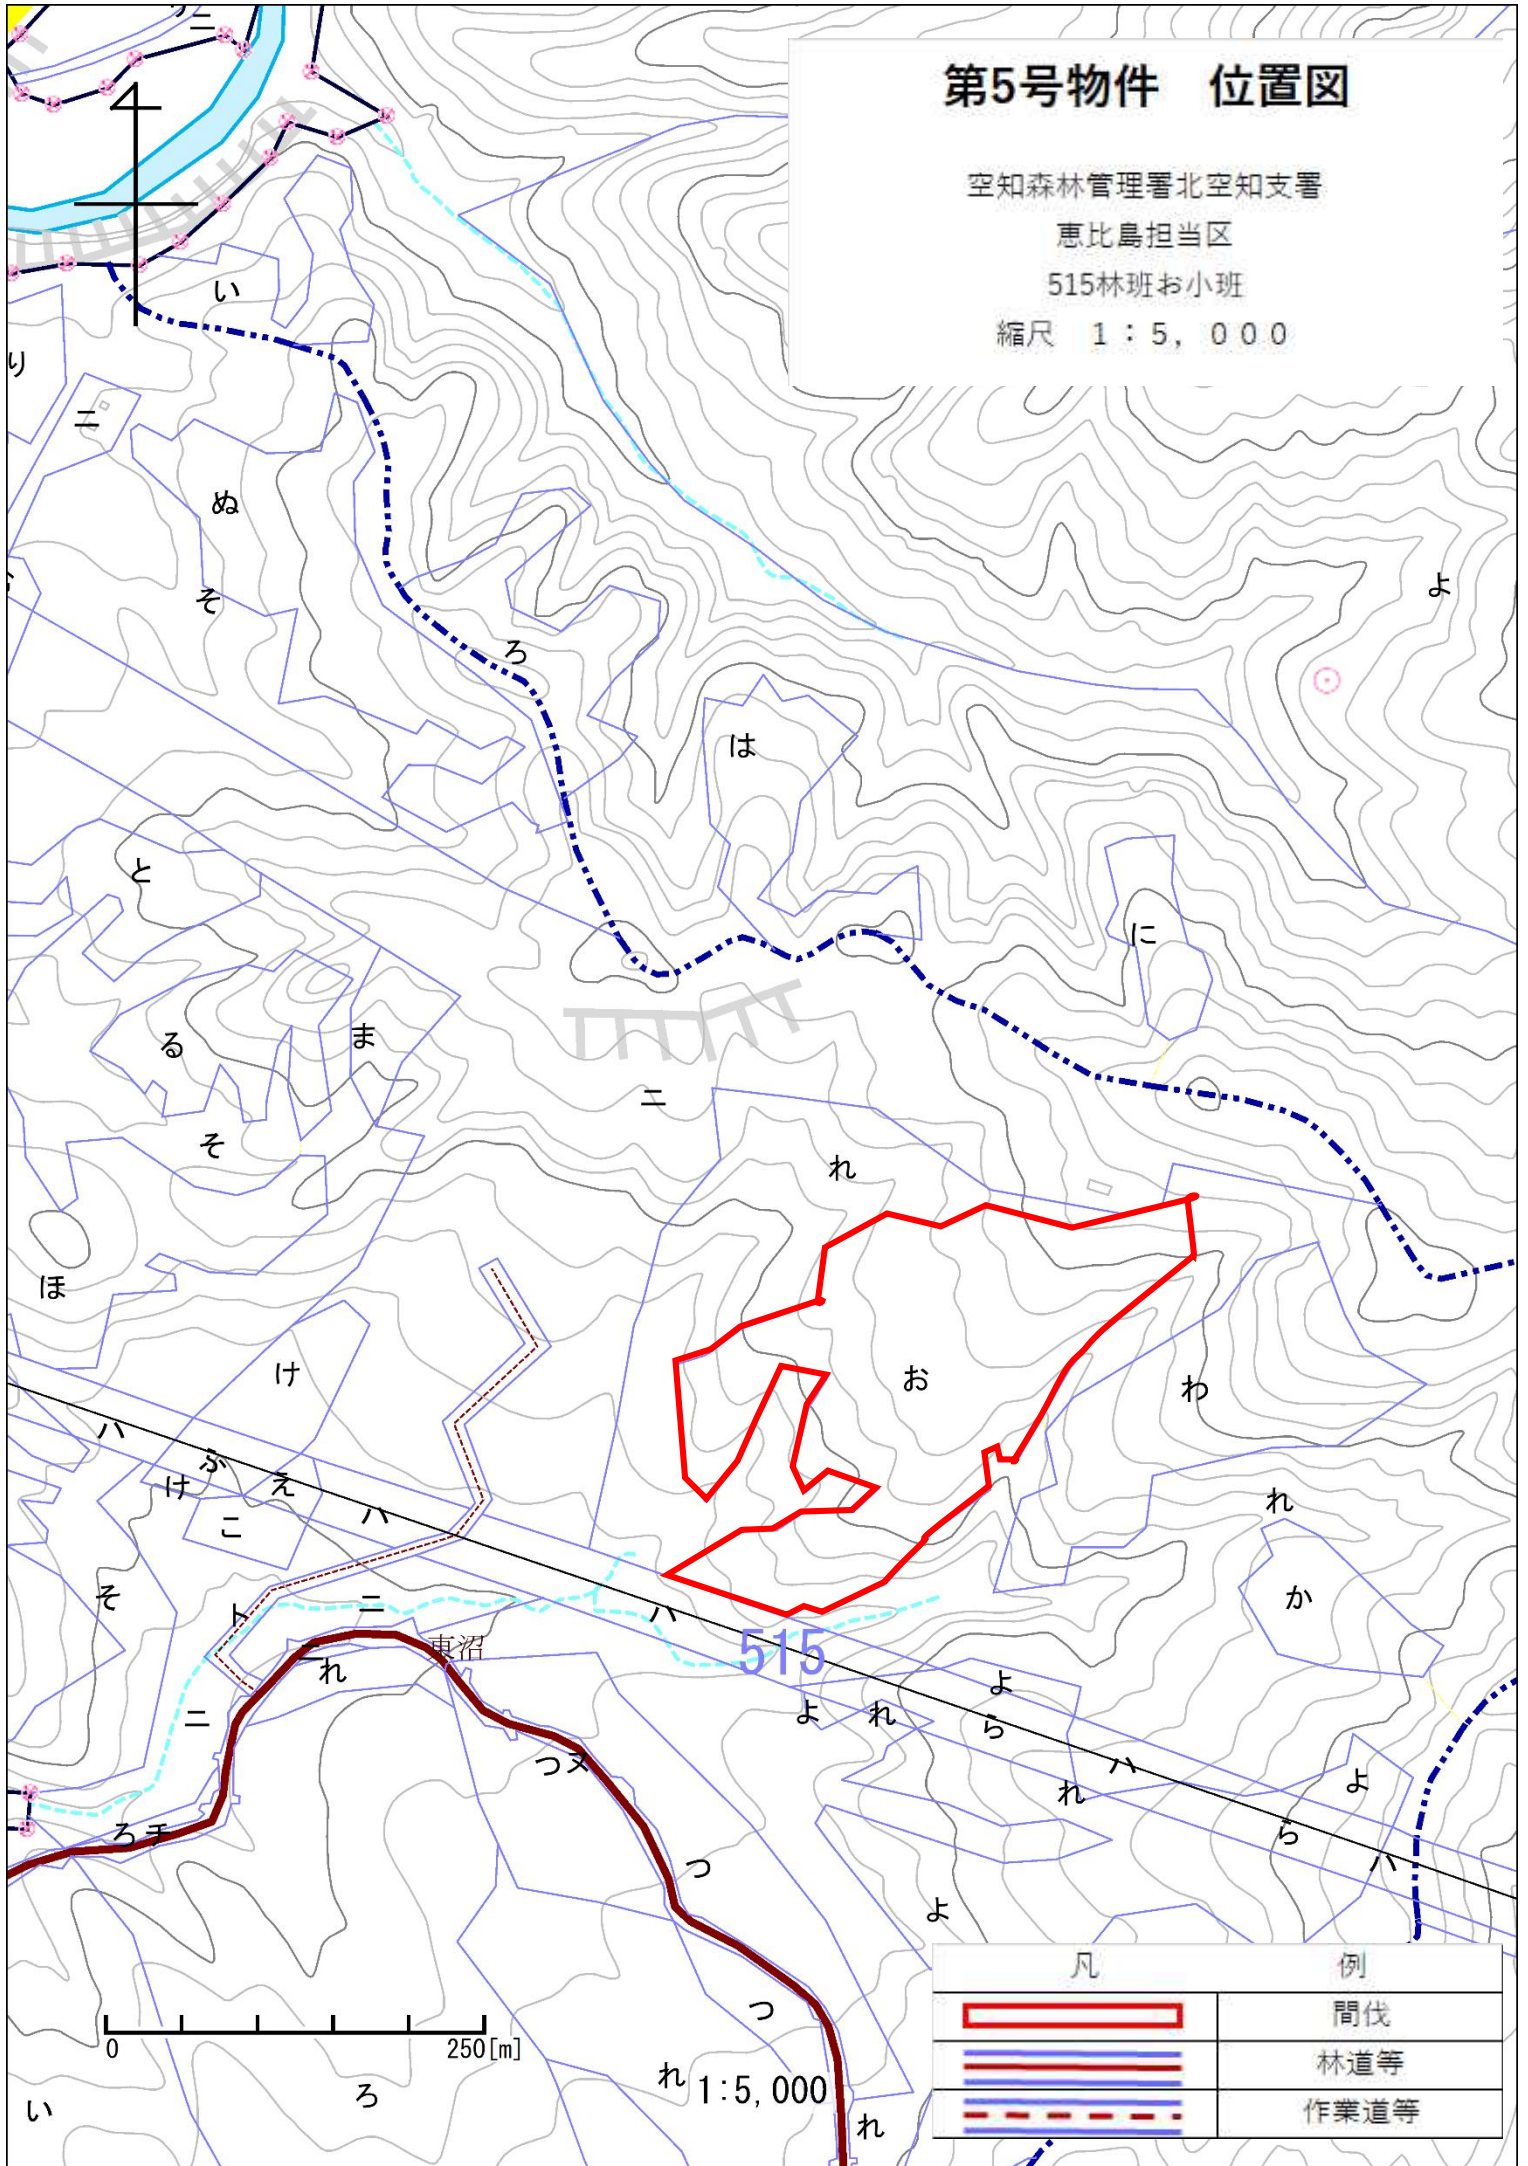 第5号物件　位置図
空知森林管理署北空知支署
恵比島担当区
515林班お小班
縮尺　1：5，000
ニ
い
り
ニ
ぬ
そ
よ
ろ
は
と
に
る
ま
ニ
そ
れ
ほ
け
お
わ
ハ
ふ
け
え
ハ
こ
れ
そ
ト
ニ
ハ
か
東沼
515
ニ
れ
ニ
よ
よ
れ
ら
つヌ
ハ
れ
よ
ろチ
ら
ハ
つ
よ
凡　例
間伐
林道等
作業道等
つ
0 250[m]
れ 1:5,000
ろ
い
れ